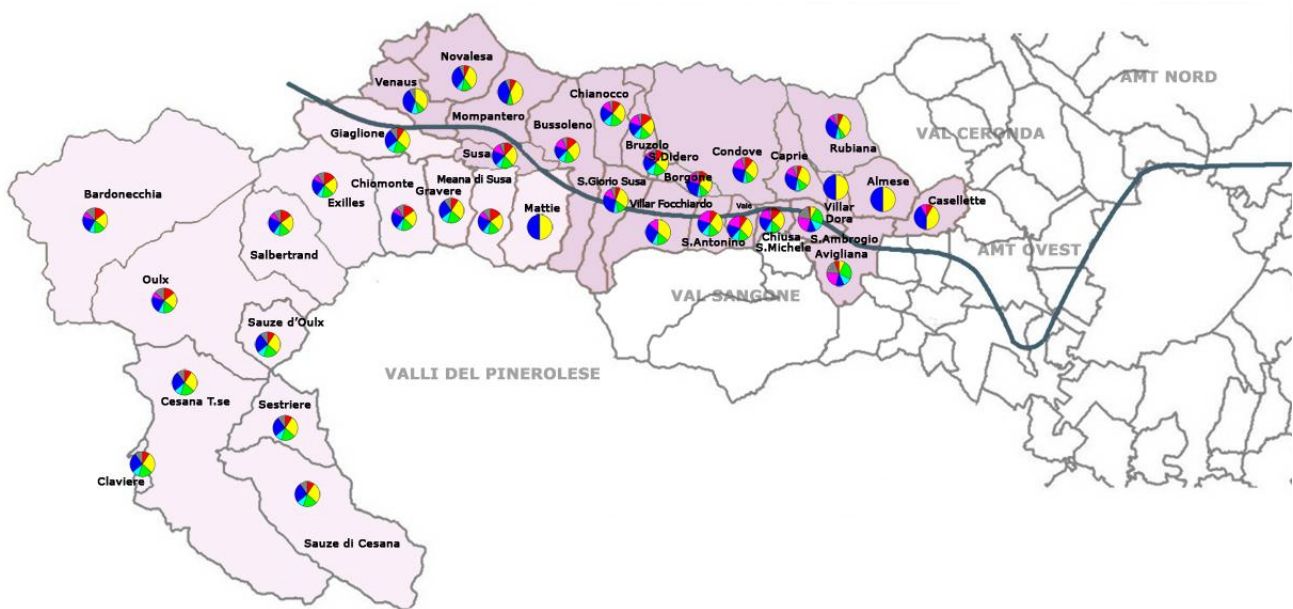 Novalesa
AMT NORD
Venaus
Chianocco
Mompantero
Bussoleno
VAL CERONDA
Giaglione
Bruzolo
Rubiana
Susa
S.Didero
Condove
Caprie
Bardonecchia
Chiomonte
Exilles
Gravere
Meana di Susa
S.Giorio Susa
Borgone
Almese
Mattie
Villar Focchiardo
Vaie
Villar
Dora
Casellette
Salbertrand
S.Antonino
Chiusa
S.Michele
S.Ambrogio
Avigliana
AMT OVEST
Oulx
VAL SANGONE
Sauze d'Oulx
VALLI DEL PINEROLESE
Cesana T.se
Sestriere
Claviere
Sauze di Cesana